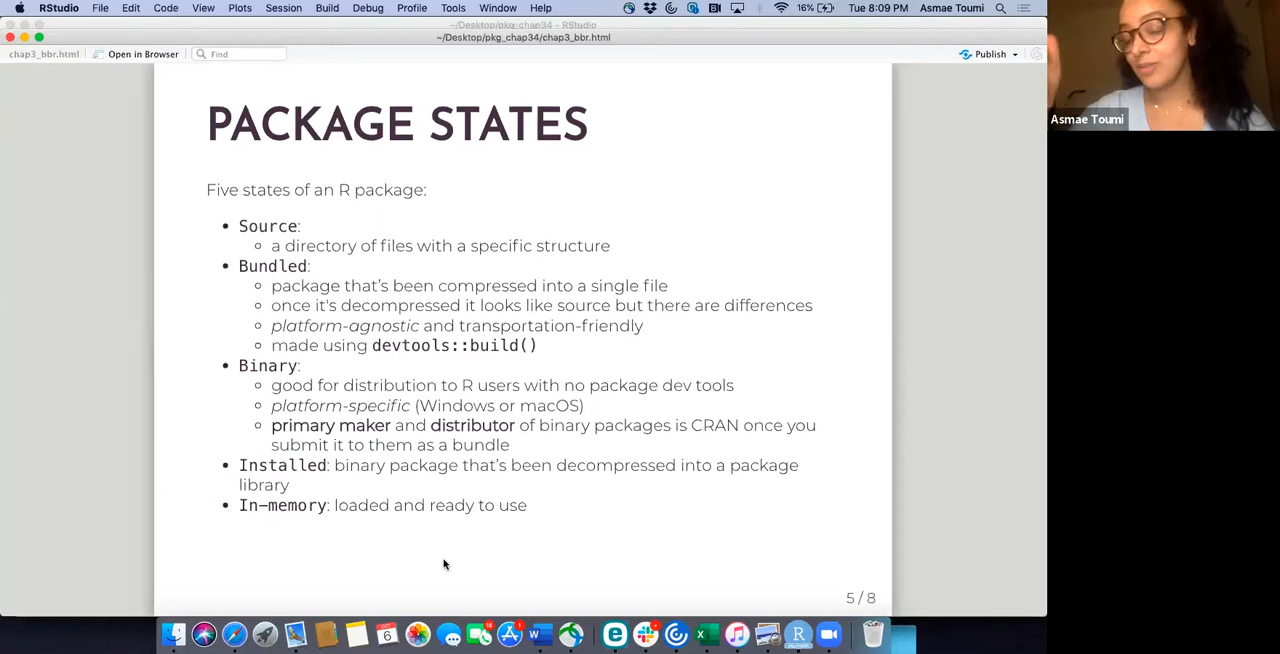 RStudio File Edit Code View Plots Session Build Debug Profile Tools Window Help 16% Tue 8:09 PM Asmae Toumi
~/Desktop/pkg_chap34 - RStudio
~/Desktop/pkg_chap34/chap3_bbr.html
chap3_bbr.html Open in Browser Find Publish
Asmae Toumi
PACKAGE STATES
Five states of an R package:
• Source:
◦ a directory of files with a specific structure
• Bundled:
◦ package that's been compressed into a single file
◦ once it's decompressed it looks like source but there are differences
◦ platform-agnostic and transportation-friendly
◦ made using devtools::build()
• Binary:
◦ good for distribution to R users with no package dev tools
◦ platform-specific (Windows or macOS)
◦ primary maker and distributor of binary packages is CRAN once you
submit it to them as a bundle
• Installed: binary package that's been decompressed into a package
library
• In-memory: loaded and ready to use
5 / 8